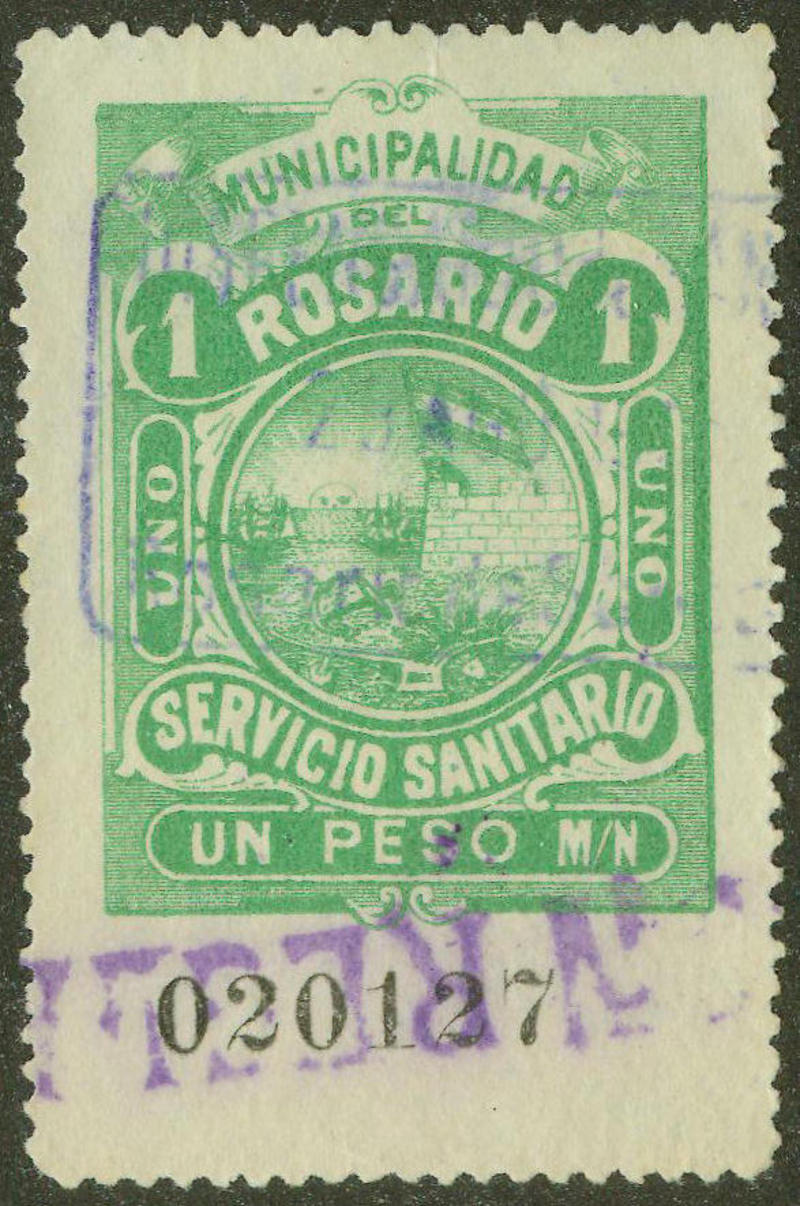 MUNICIPALIDAD
DEL
ROSARIO
1 1
UNO UNO
SERVICIO SANITARIO
UN PESO M/N
020127